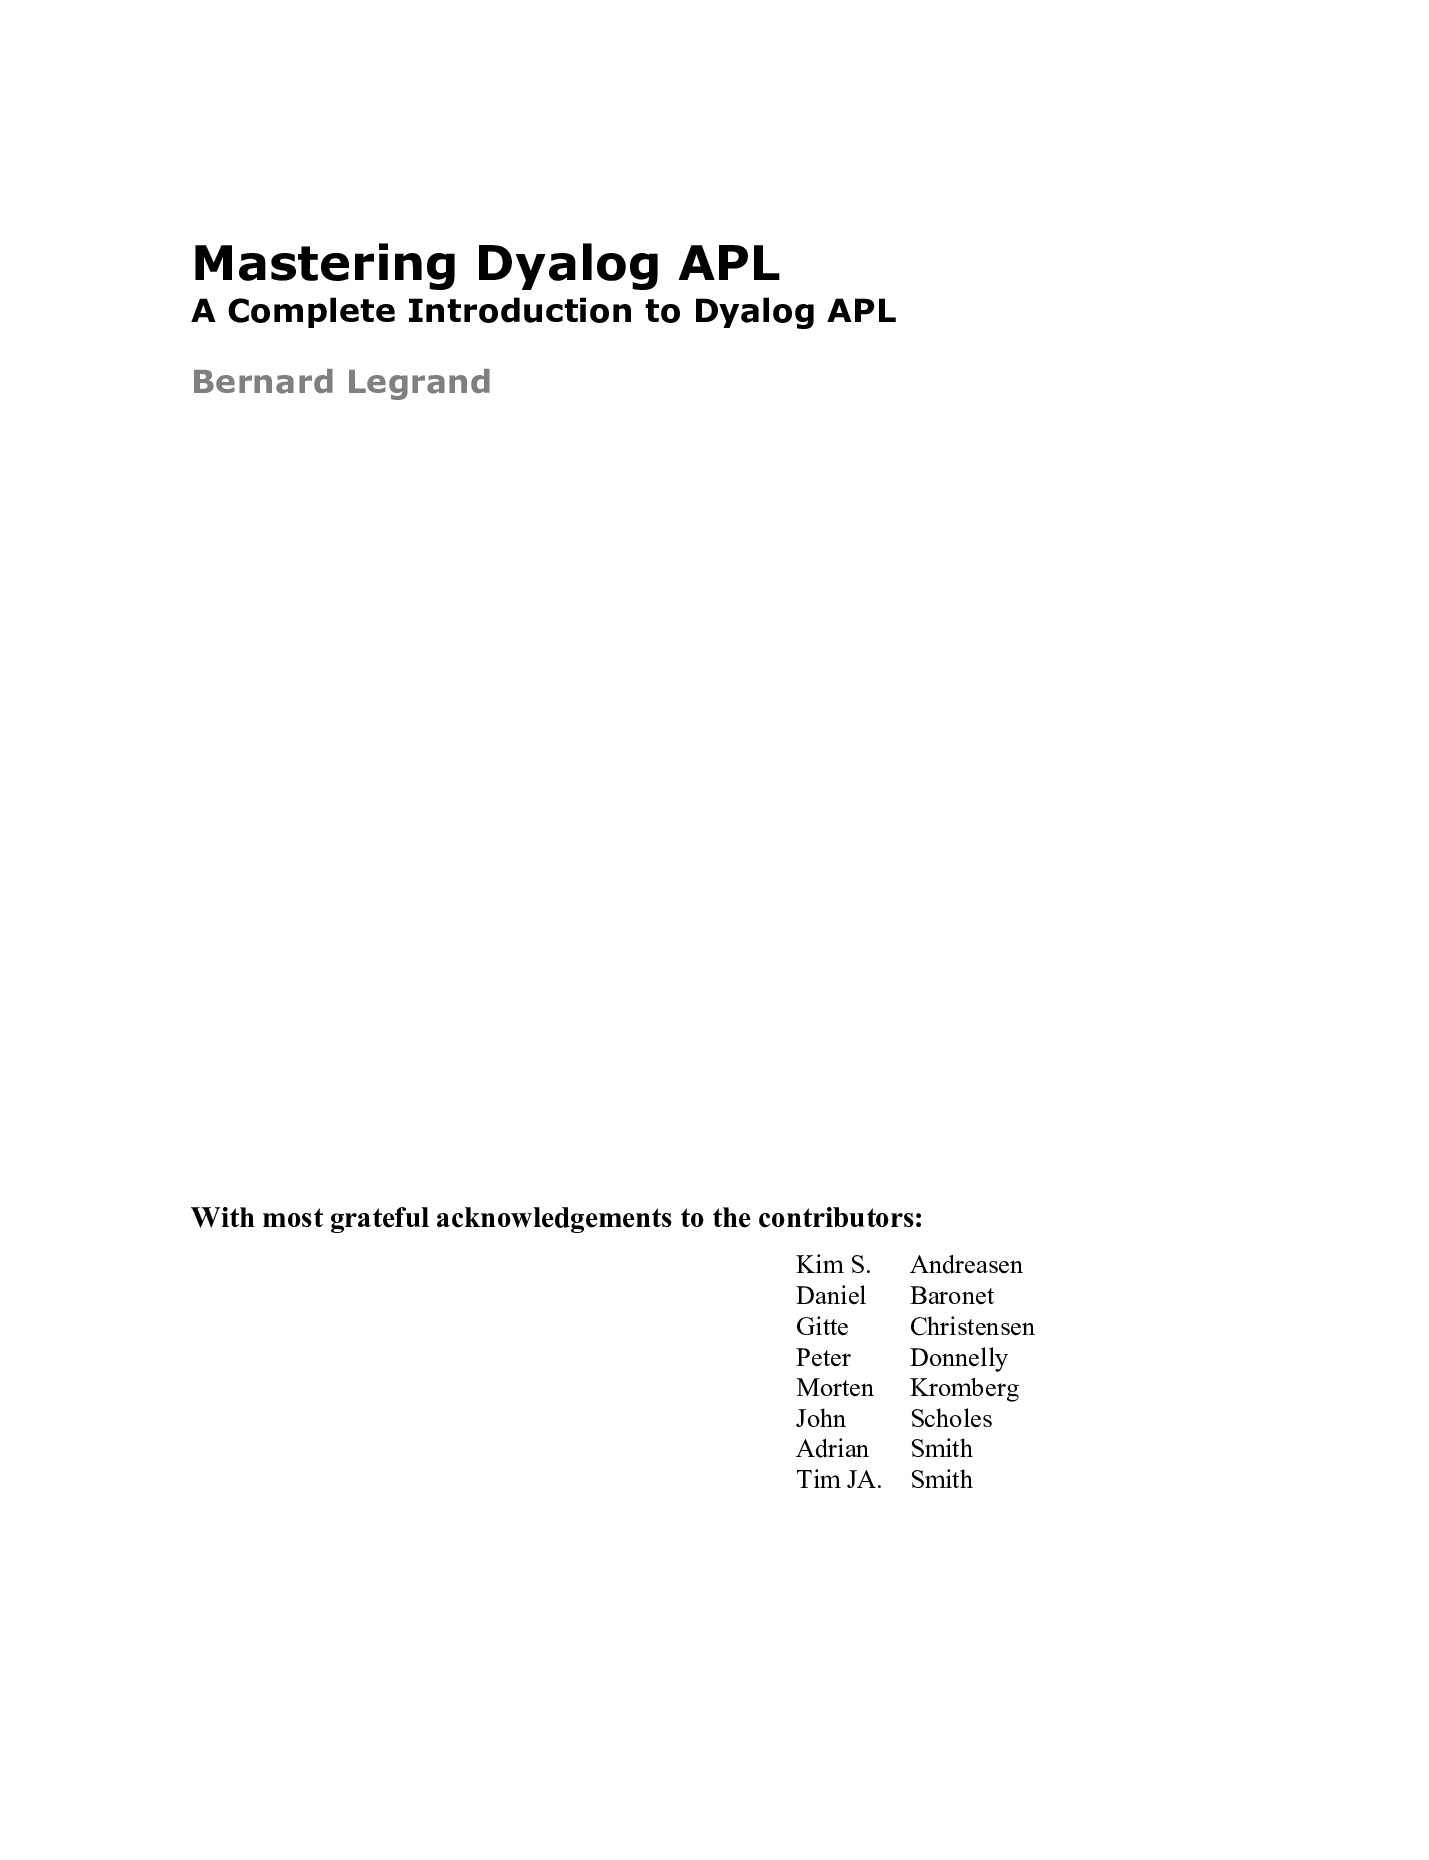 Mastering Dyalog APL
A Complete Introduction to Dyalog APL
Bernard Legrand
With most grateful acknowledgements to the contributors:
Kim S. Andreasen
Daniel Baronet
Gitte Christensen
Peter Donnelly
Morten Kromberg
John Scholes
Adrian Smith
Tim JA. Smith